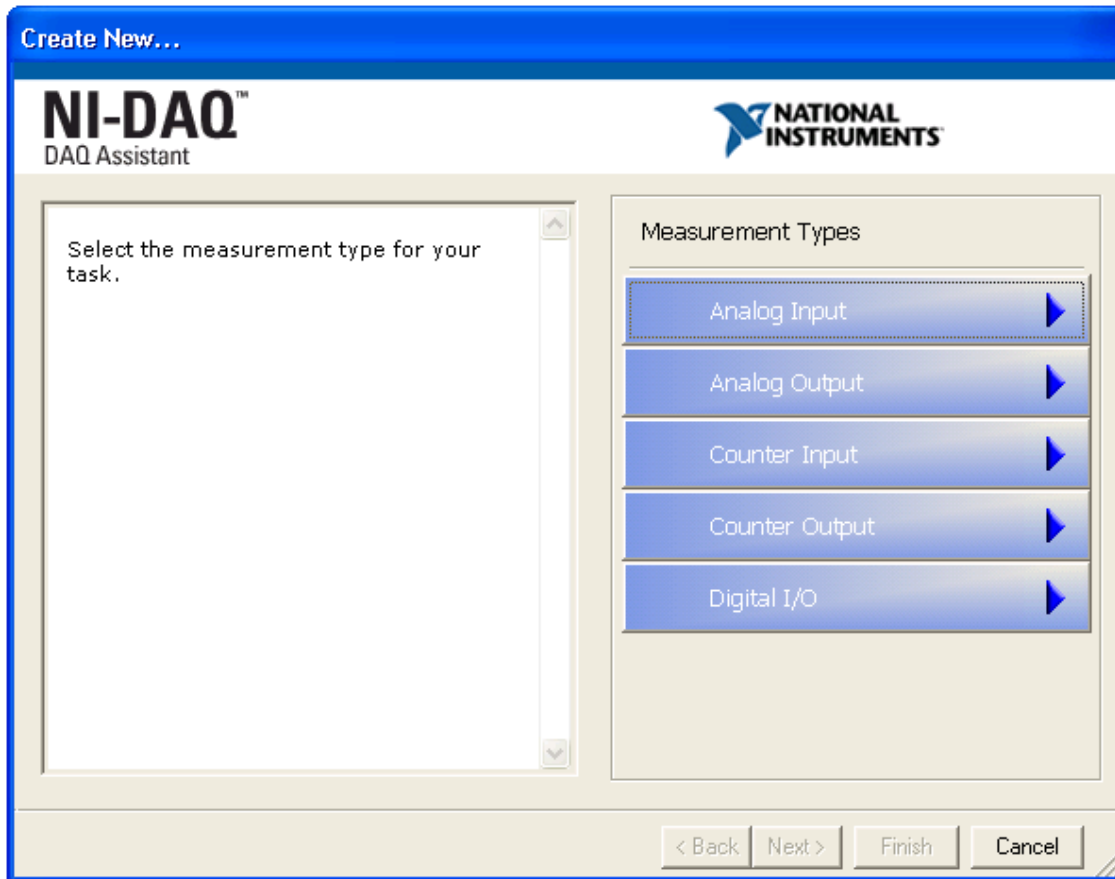 Create New...
NI-DAQ™
DAQ Assistant
NATIONAL
INSTRUMENTS
Select the measurement type for your
task.
Measurement Types
Analog Input
Analog Output
Counter Input
Counter Output
Digital I/O
< Back
Next >
Finish
Cancel